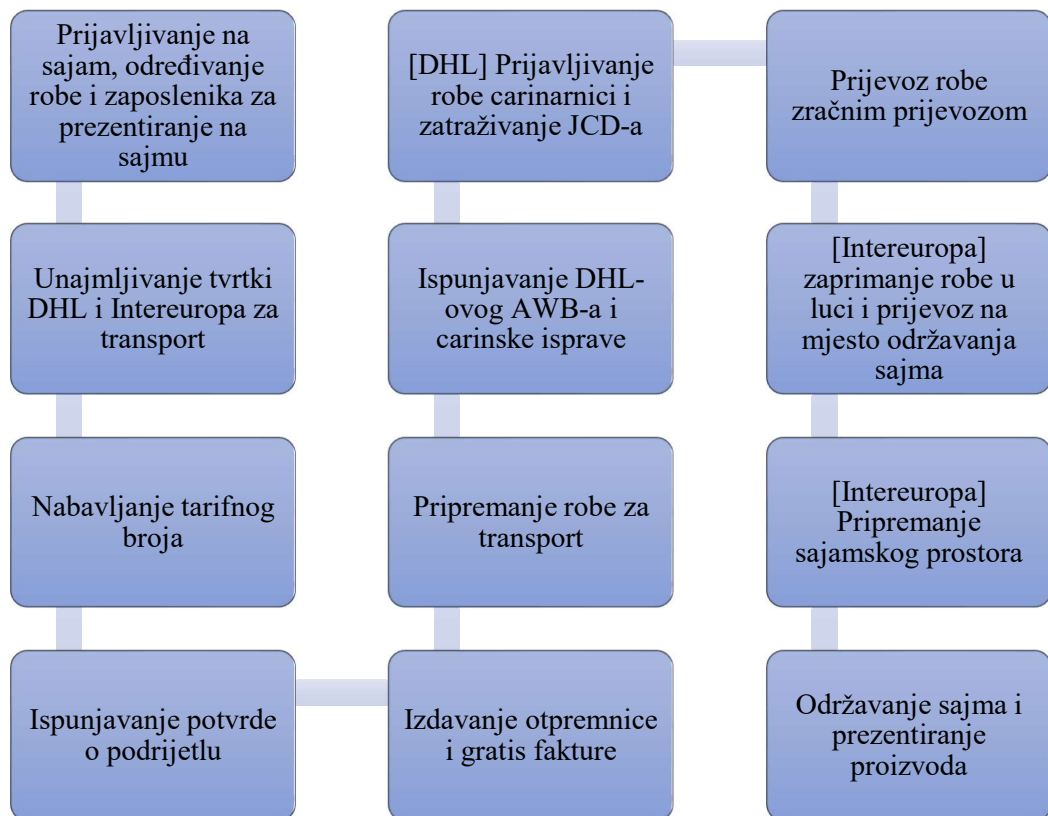 Prijavljivanje na
sajam, određivanje
robe i zaposlenika za
prezentiranje na
sajmu
Unajmljivanje tvrtki
DHL i Intereuropa za
transport
Nabavljanje tarifnog
broja
Ispunjavanje potvrde
o podrijetlu
Izdavanje otpremnice
i gratis fakture
Pripremanje robe za
transport
Ispunjavanje DHL-
ovog AWB-a i
carinske isprave
[DHL] Prijavljivanje
robe carinarnici i
zatraživanje JCD-a
Prijevoz robe
zračnim prijevozom
[Intereuropa]
zaprimanje robe u
luci i prijevoz na
mjesto održavanja
sajma
[Intereuropa]
Pripremanje
sajamskog prostora
Održavanje sajma i
prezentiranje
proizvoda